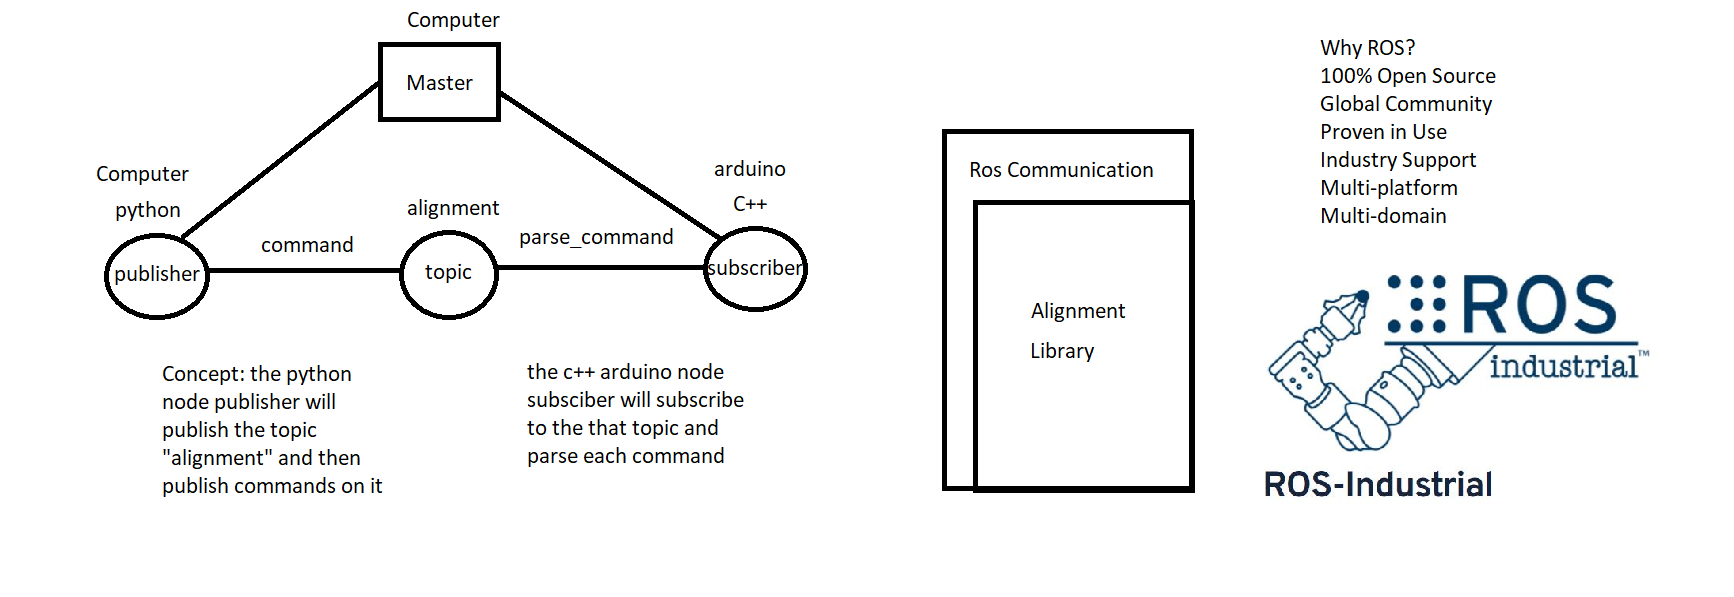 Computer
Master
Computer
python
publisher
command
alignment
topic
parse_command
arduino
C++
subscriber
Concept: the python
node publisher will
publish the topic
"alignment" and then
publish commands on it
the c++ arduino node
subsciber will subscribe
to the that topic and
parse each command
Ros Communication
Alignment
Library
Why ROS?
100% Open Source
Global Community
Proven in Use
Industry Support
Multi-platform
Multi-domain
ROS
industrial™
ROS-Industrial